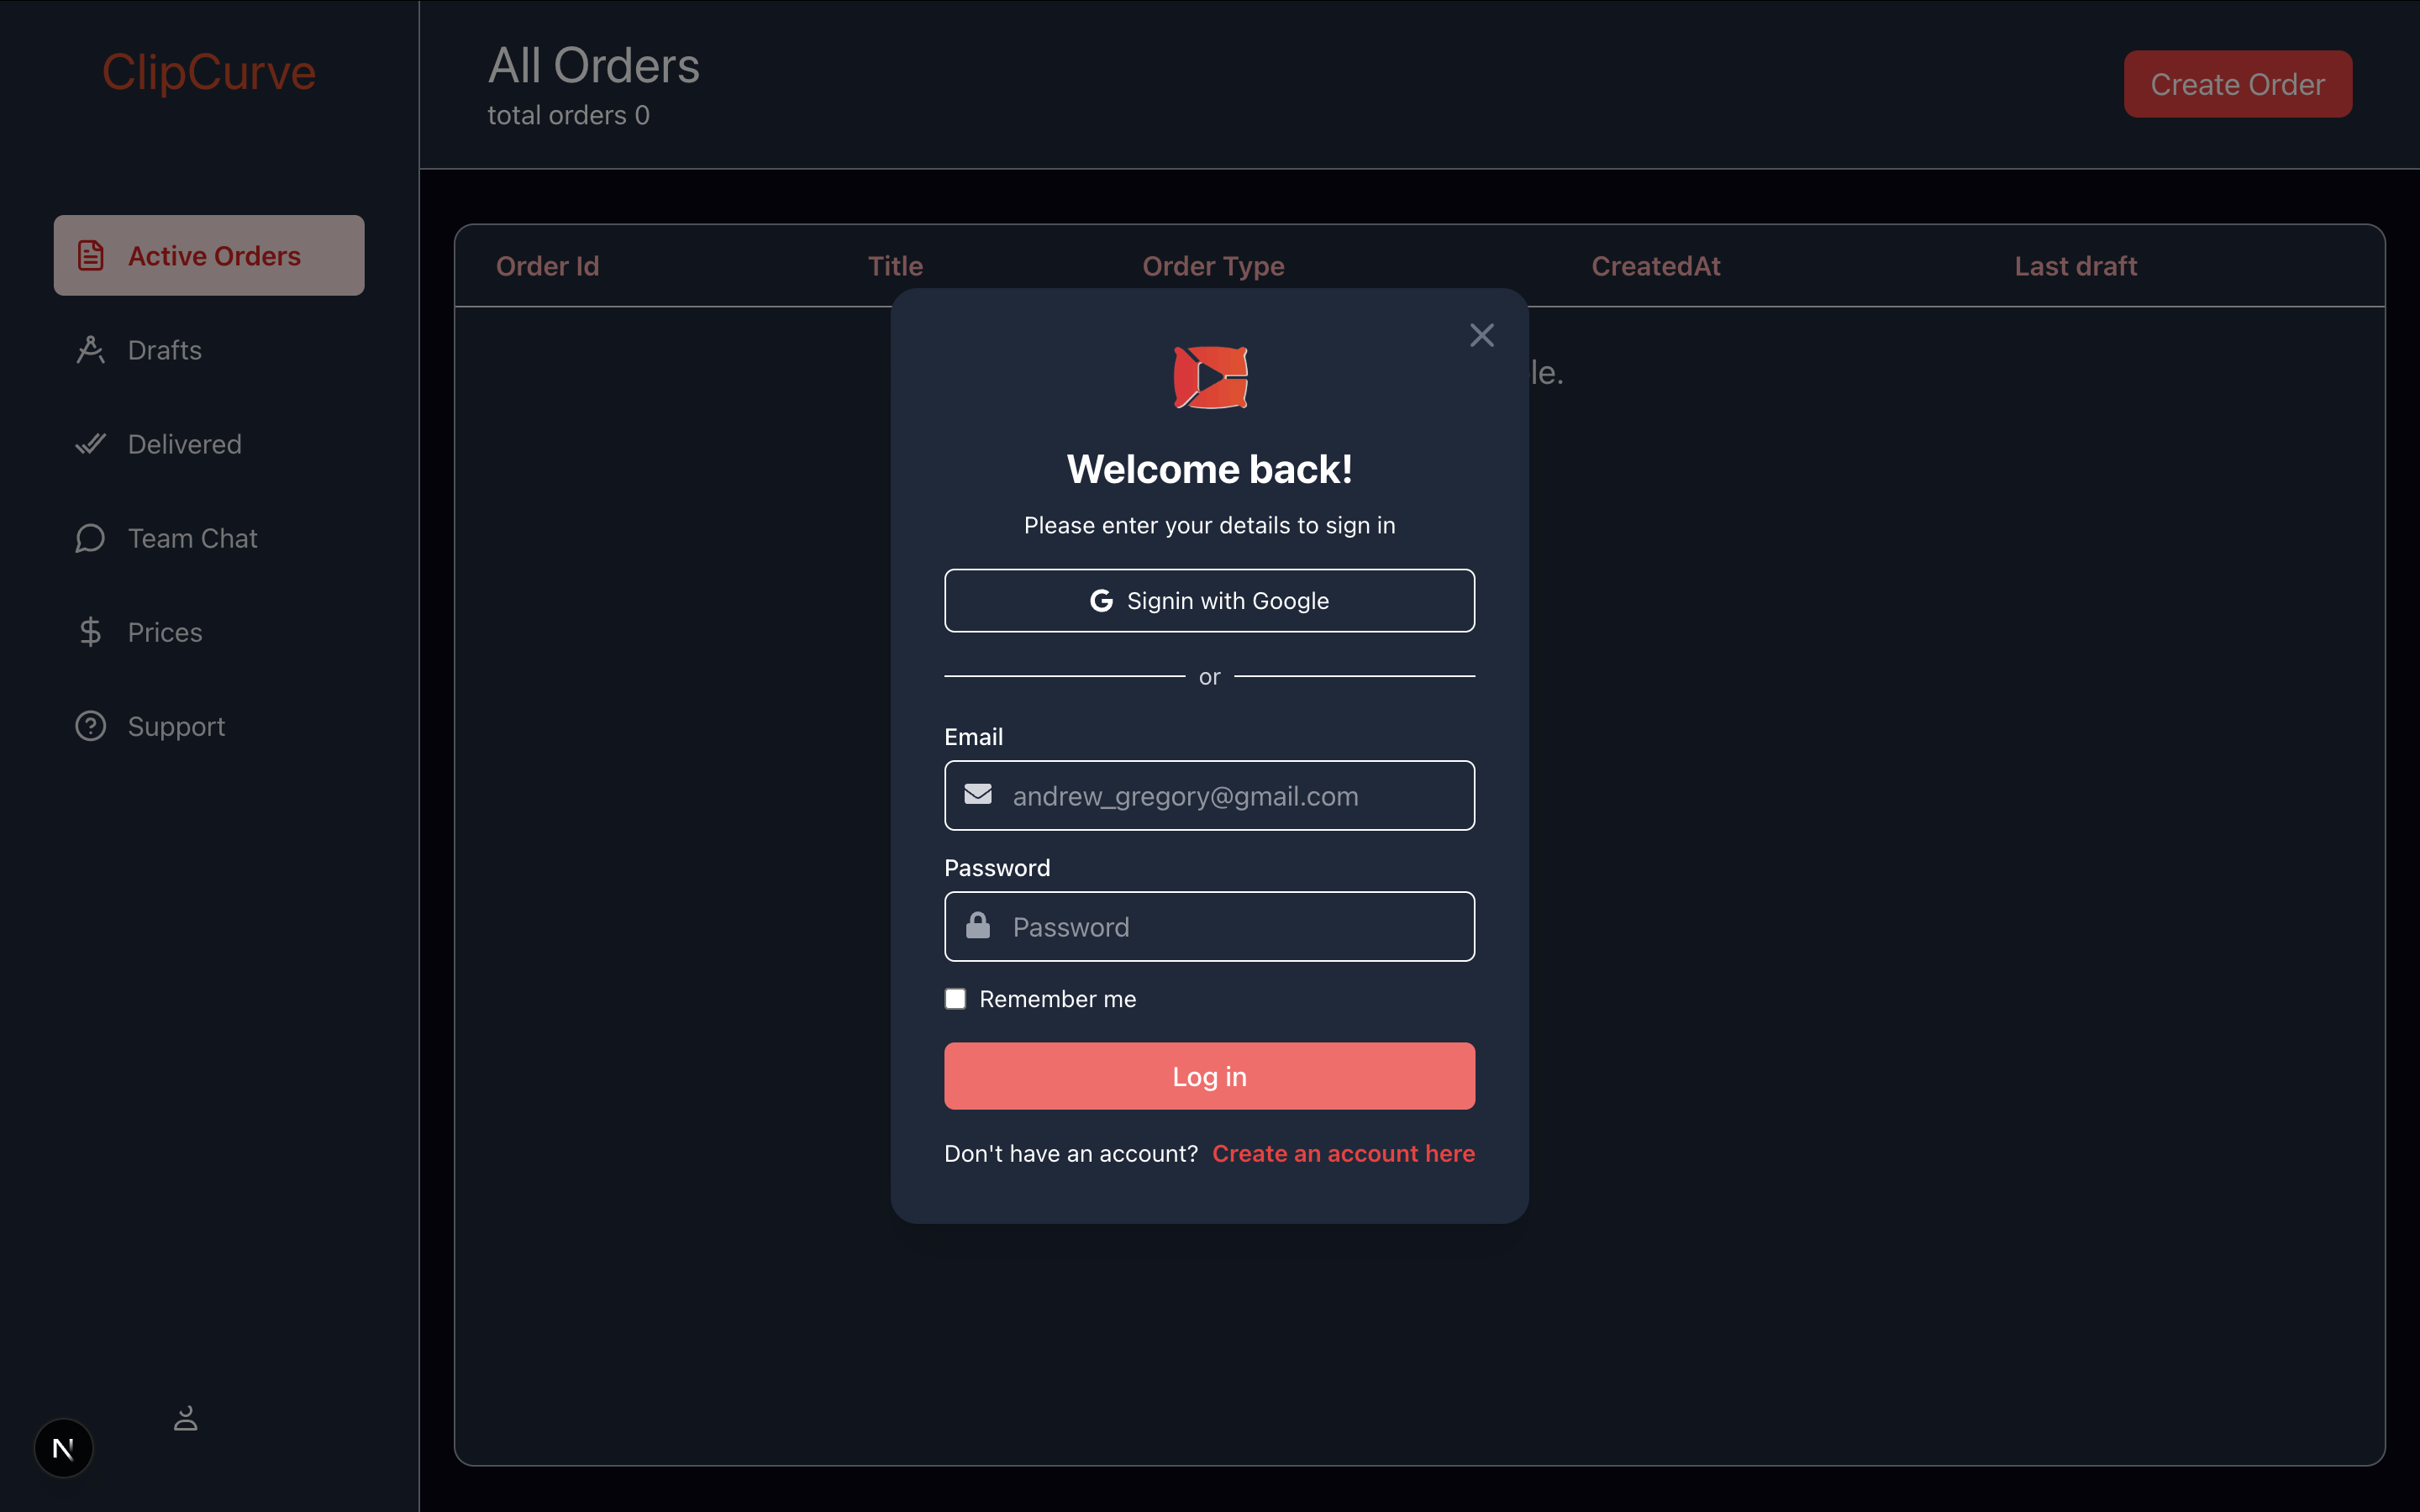 ClipCurve
Active Orders
Drafts
Delivered
Team Chat
Prices
Support
N
All Orders
total orders 0
Create Order
Order Id Title Order Type CreatedAt Last draft
Welcome back!
Please enter your details to sign in
G Signin with Google
or
Email
andrew_gregory@gmail.com
Password
Password
Remember me
Log in
Don't have an account? Create an account here